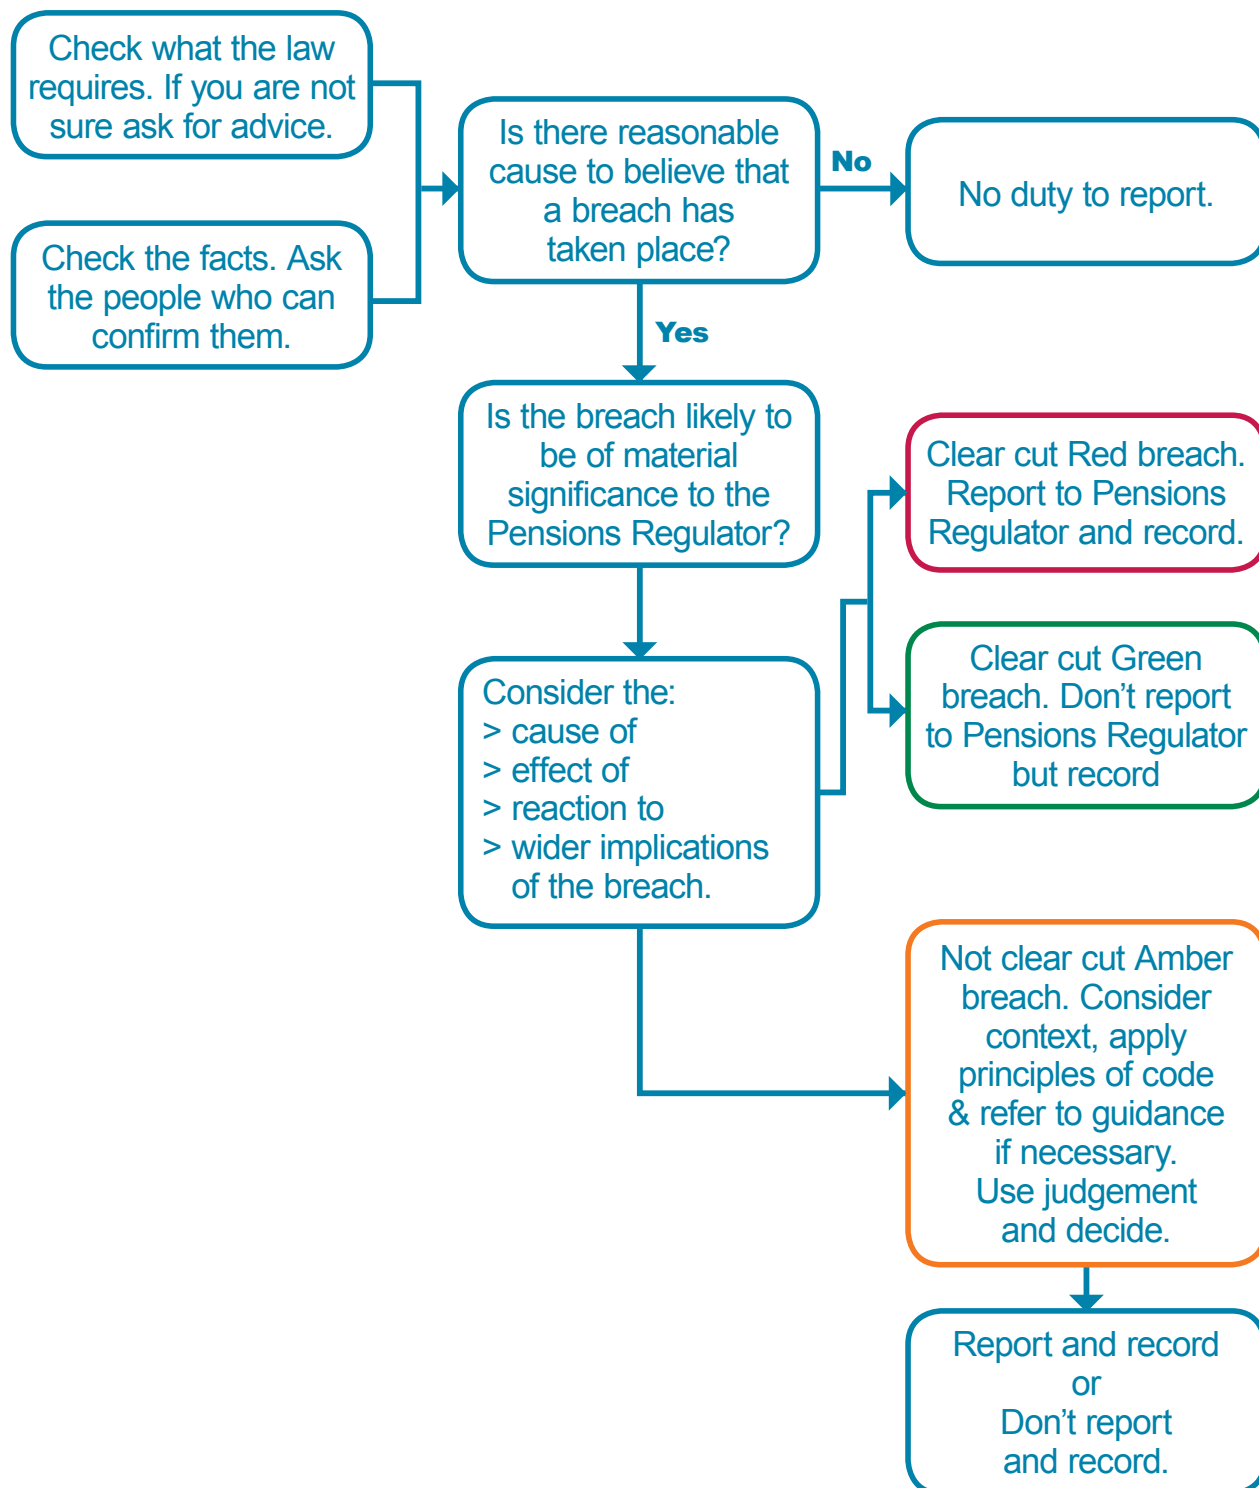 Check what the law
requires. If you are not
sure ask for advice.
Check the facts. Ask
the people who can
confirm them.
Is there reasonable
cause to believe that
a breach has
taken place?
No
No duty to report.
Yes
Is the breach likely to
be of material
significance to the
Pensions Regulator?
Consider the:
> cause of
> effect of
> reaction to
> wider implications
of the breach.
Clear cut Red breach.
Report to Pensions
Regulator and record.
Clear cut Green
breach. Don’t report
to Pensions Regulator
but record
Not clear cut Amber
breach. Consider
context, apply
principles of code
& refer to guidance
if necessary.
Use judgement
and decide.
Report and record
or
Don’t report
and record.